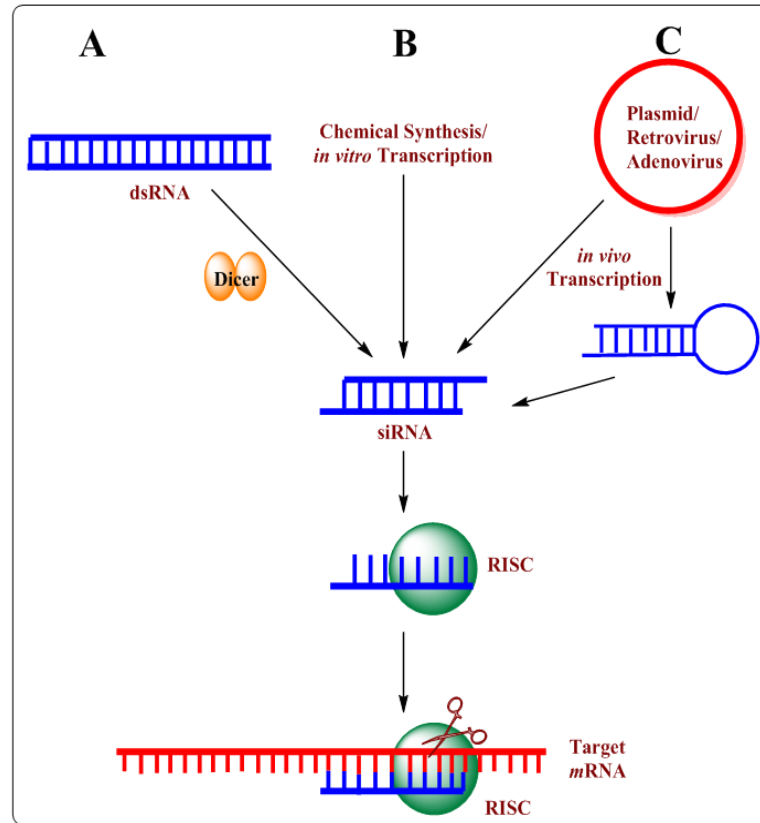 A
B
C
dsRNA
Chemical Synthesis/
in vitro Transcription
Plasmid/
Retrovirus/
Adenovirus
Dicer
in vivo
Transcription
siRNA
RISC
Target
mRNA
RISC